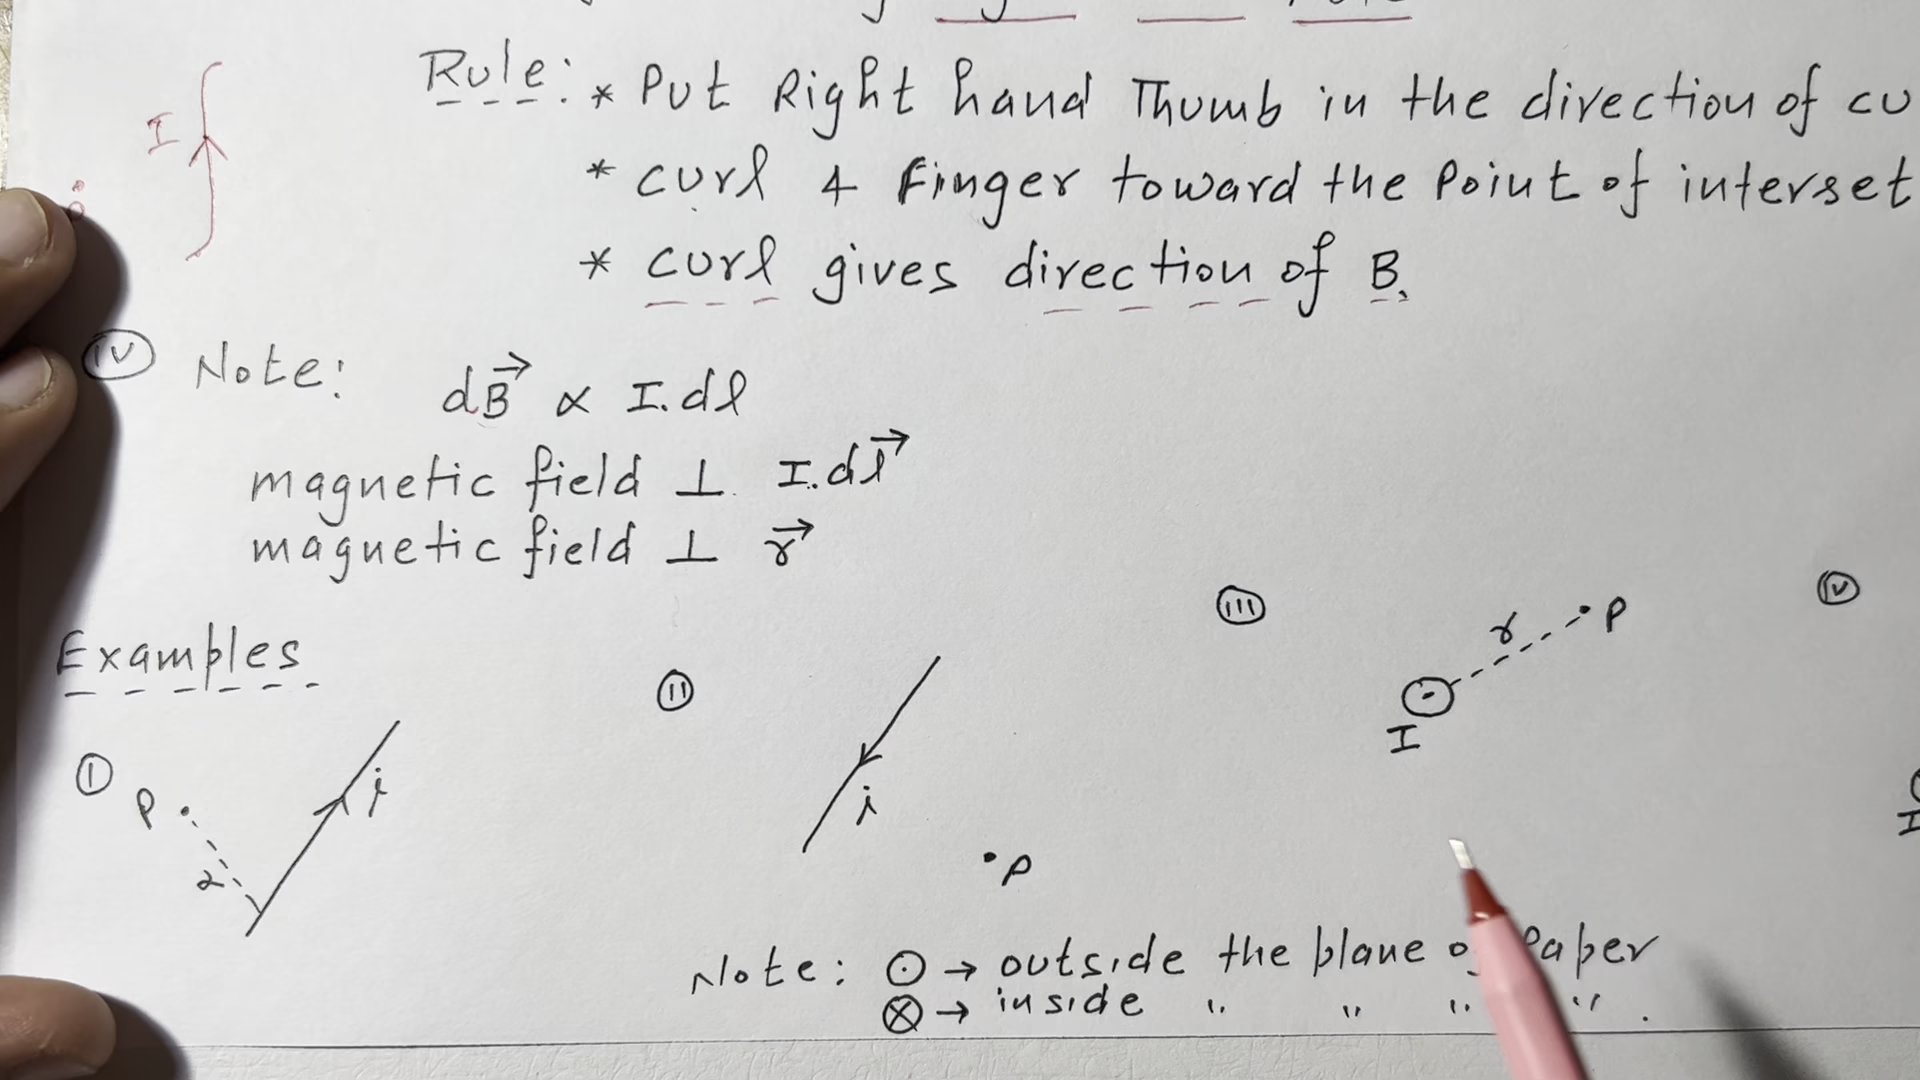 Rule: * Put Right hand Thumb in the direction of cu
* curl 4 Finger toward the Point of interset
* curl gives direction of B.
I
(iv) Note: dB⃗ ∝ I.dl
magnetic field ⊥ I.dl⃗
magnetic field ⊥ r⃗
Examples
(i) P r i
(ii) i P
(iii) I r P
(iv) I
Note: ⊙ → outside the plane of Paper
⊗ → inside " " " " .